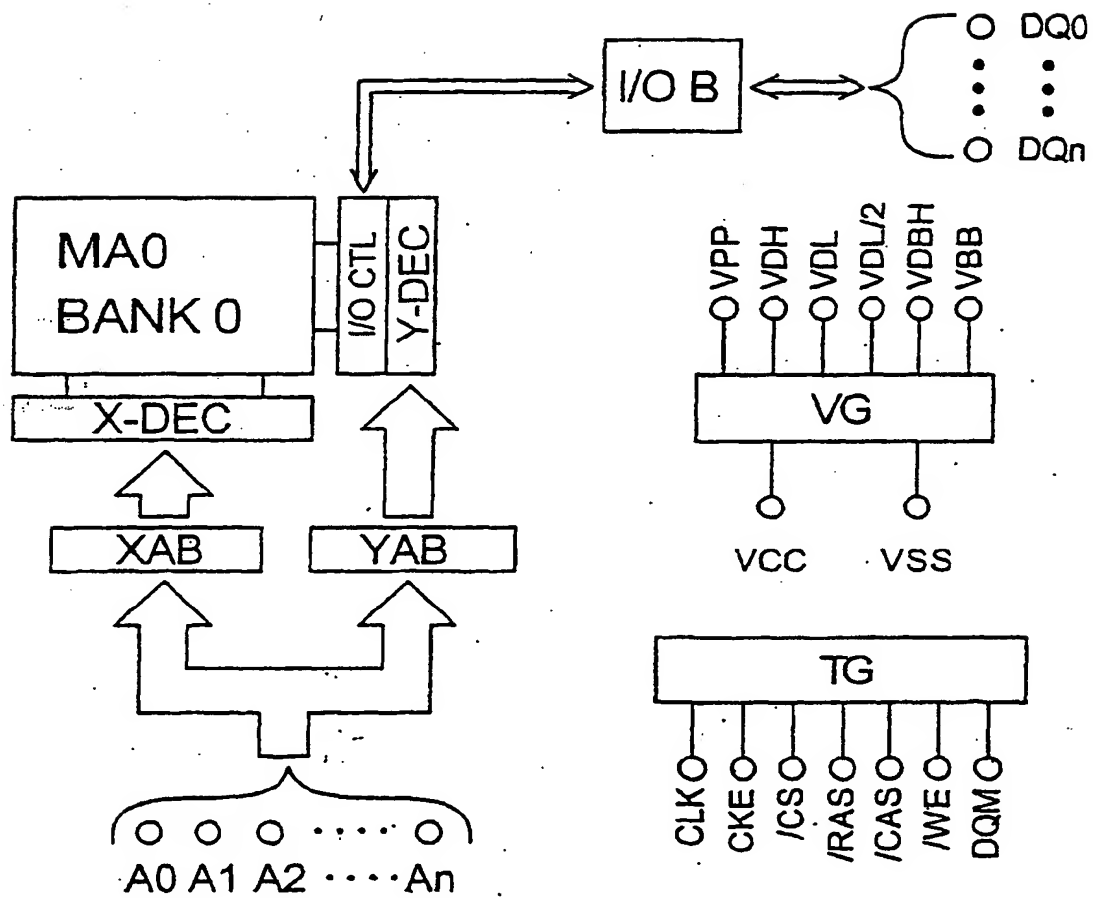 DQ0
I/O B
DQn
MA0
BANK 0
I/O CTL
Y-DEC
X-DEC
VPP
VDH
VDL
VDL/2
VDBH
VBB
VG
VCC VSS
XAB YAB
TG
CLK
CKE
/CS
/RAS
/CAS
/WE
DQM
A0 A1 A2 ····· An